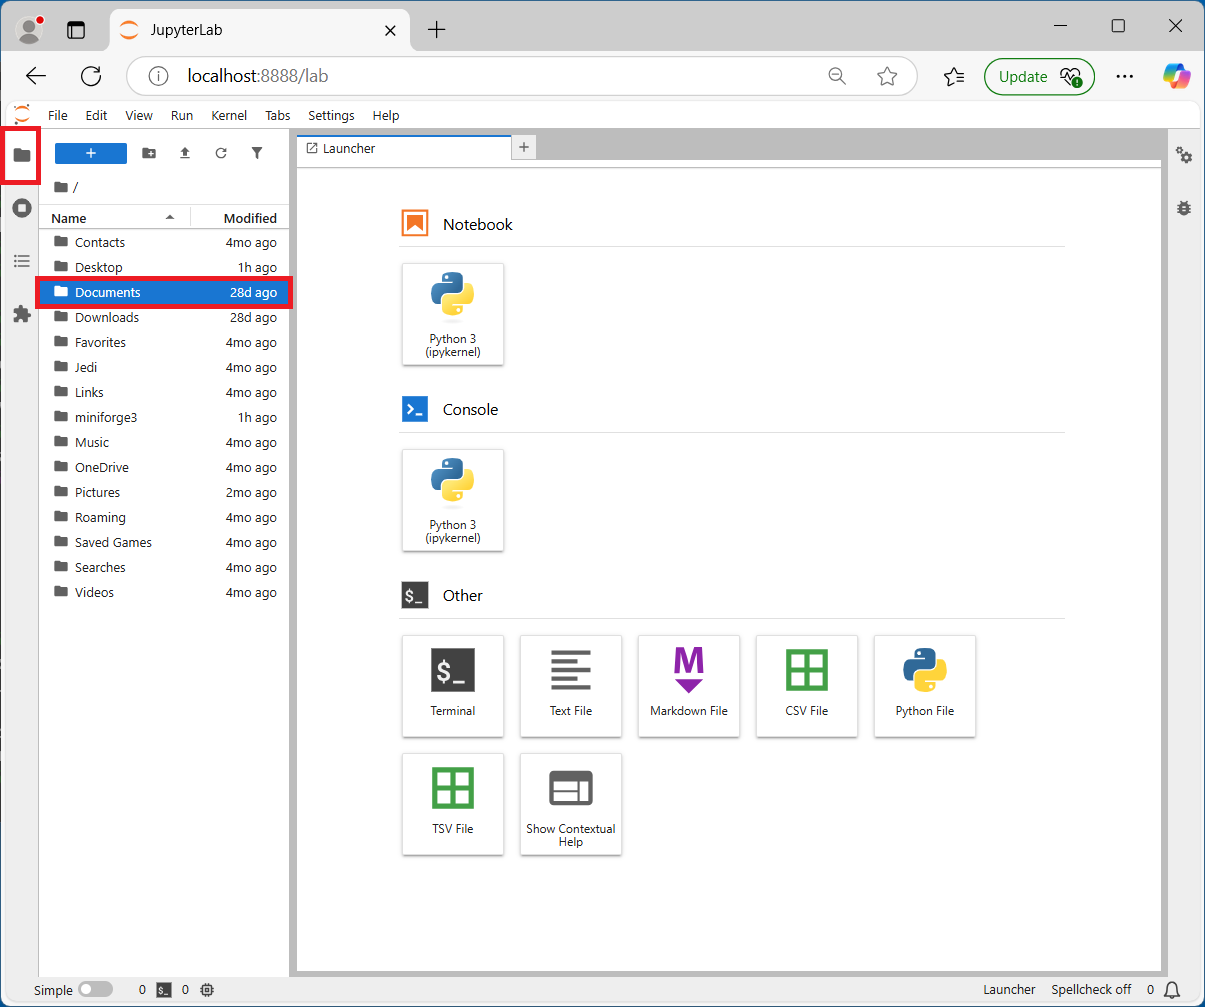 JupyterLab
localhost:8888/lab
Update
File Edit View Run Kernel Tabs Settings Help
Launcher
/
Name Modified
Contacts 4mo ago
Desktop 1h ago
Documents 28d ago
Downloads 28d ago
Favorites 4mo ago
Jedi 4mo ago
Links 4mo ago
miniforge3 1h ago
Music 4mo ago
OneDrive 4mo ago
Pictures 2mo ago
Roaming 4mo ago
Saved Games 4mo ago
Searches 4mo ago
Videos 4mo ago
Notebook
Python 3
(ipykernel)
Console
Python 3
(ipykernel)
$_ Other
$_
Terminal
Text File
M
Markdown File
CSV File
Python File
TSV File
Show Contextual
Help
Simple 0 $_ 0 Launcher Spellcheck off 0